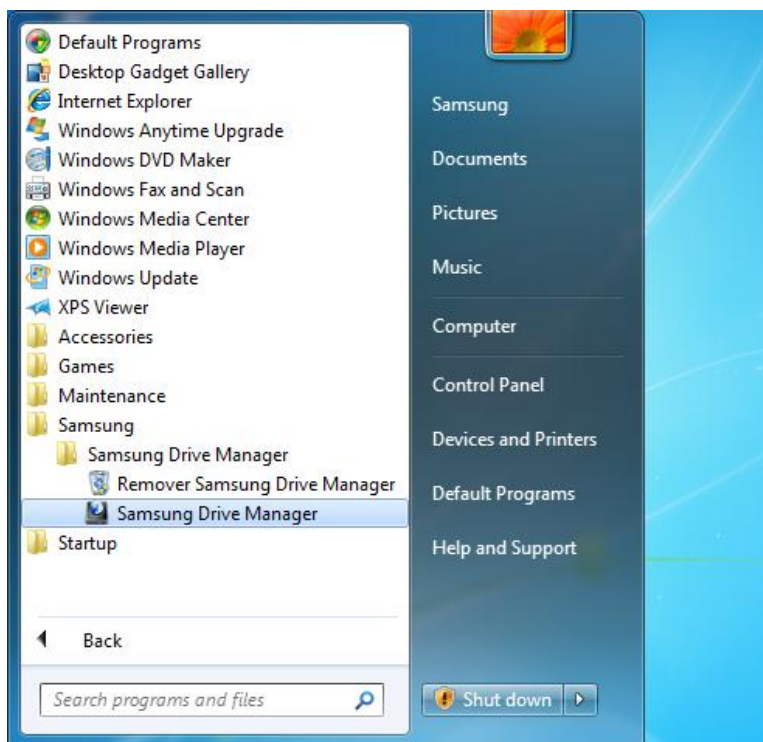 Default Programs
Desktop Gadget Gallery
Internet Explorer
Windows Anytime Upgrade
Windows DVD Maker
Windows Fax and Scan
Windows Media Center
Windows Media Player
Windows Update
XPS Viewer
Accessories
Games
Maintenance
Samsung
Samsung Drive Manager
Remover Samsung Drive Manager
Samsung Drive Manager
Startup
Back
Search programs and files
Samsung
Documents
Pictures
Music
Computer
Control Panel
Devices and Printers
Default Programs
Help and Support
Shut down